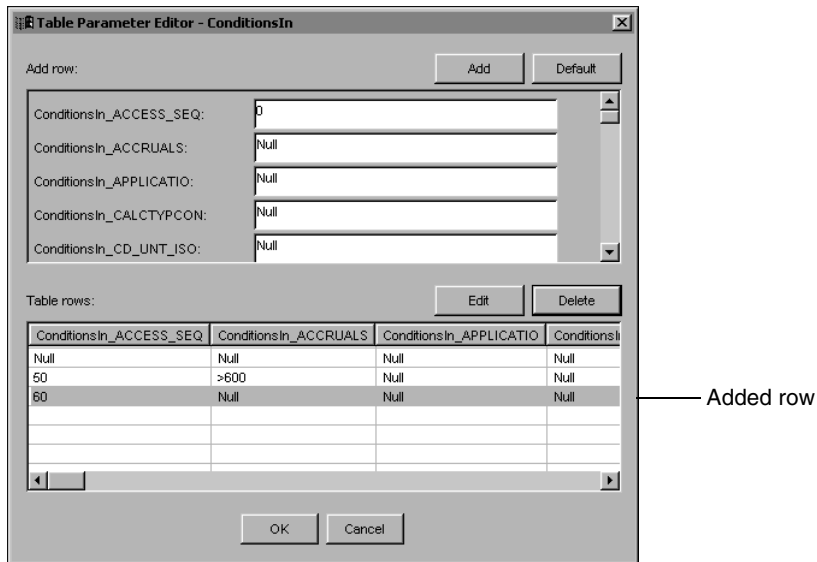 Table Parameter Editor - ConditionsIn
Add row:
Add
Default
ConditionsIn_ACCESS_SEQ:
0
ConditionsIn_ACCRUALS:
Null
ConditionsIn_APPLICATIO:
Null
ConditionsIn_CALCTYPCON:
Null
ConditionsIn_CD_UNT_ISO:
Null
Table rows:
Edit
Delete
ConditionsIn_ACCESS_SEQ ConditionsIn_ACCRUALS ConditionsIn_APPLICATIO ConditionsI
Null Null Null Null
50 >600 Null Null
60 Null Null Null
Added row
OK
Cancel